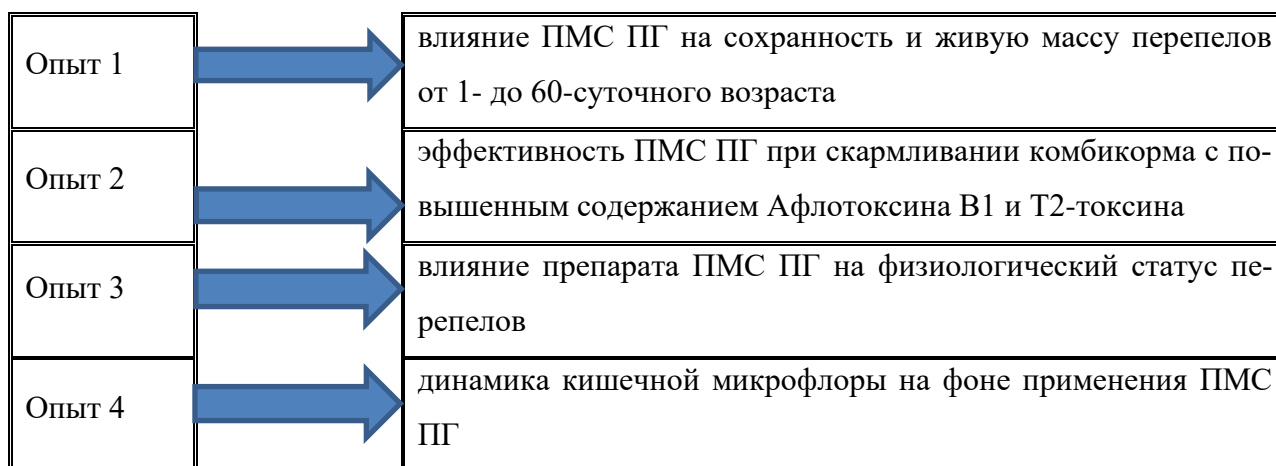 Опыт 1
влияние ПМС ПГ на сохранность и живую массу перепелов
от 1- до 60-суточного возраста
Опыт 2
эффективность ПМС ПГ при скармливании комбикорма с по-
вышенным содержанием Афлотоксина В1 и Т2-токсина
Опыт 3
влияние препарата ПМС ПГ на физиологический статус пе-
репелов
Опыт 4
динамика кишечной микрофлоры на фоне применения ПМС
ПГ